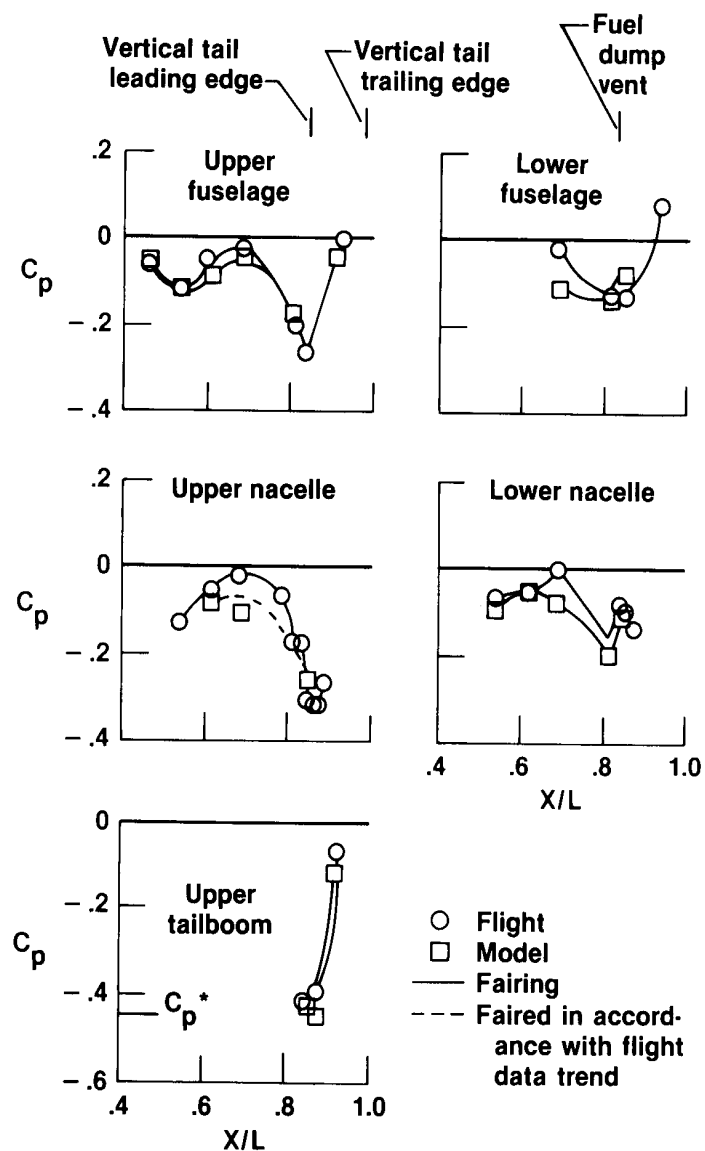 Vertical tail
leading edge
Vertical tail
trailing edge
Fuel
dump
vent
.2
0
Cp
– .2
– .4
Upper
fuselage
Lower
fuselage
.2
0
Cp
– .2
– .4
Upper nacelle
Lower nacelle
.4 .6 .8 1.0
X/L
0
– .2
Cp
– .4
Cp*
– .6
Upper
tailboom
.4 .6 .8 1.0
X/L
Flight
Model
Fairing
Faired in accord-
ance with flight
data trend